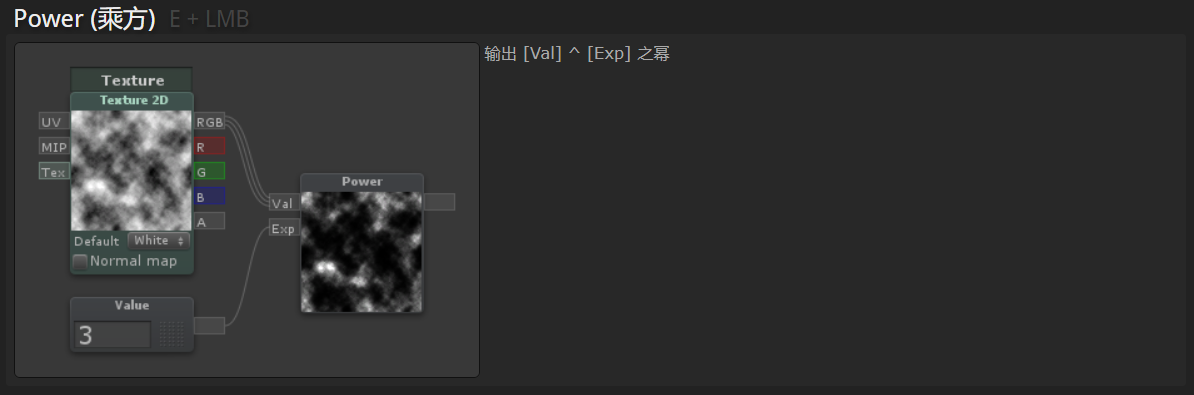 Power (乘方) E + LMB
输出 [Val] ^ [Exp] 之幂
Texture
Texture 2D
UV
RGB
MIP
R
Tex
G
B
A
Default White
Normal map
Value
3
Power
Val
Exp